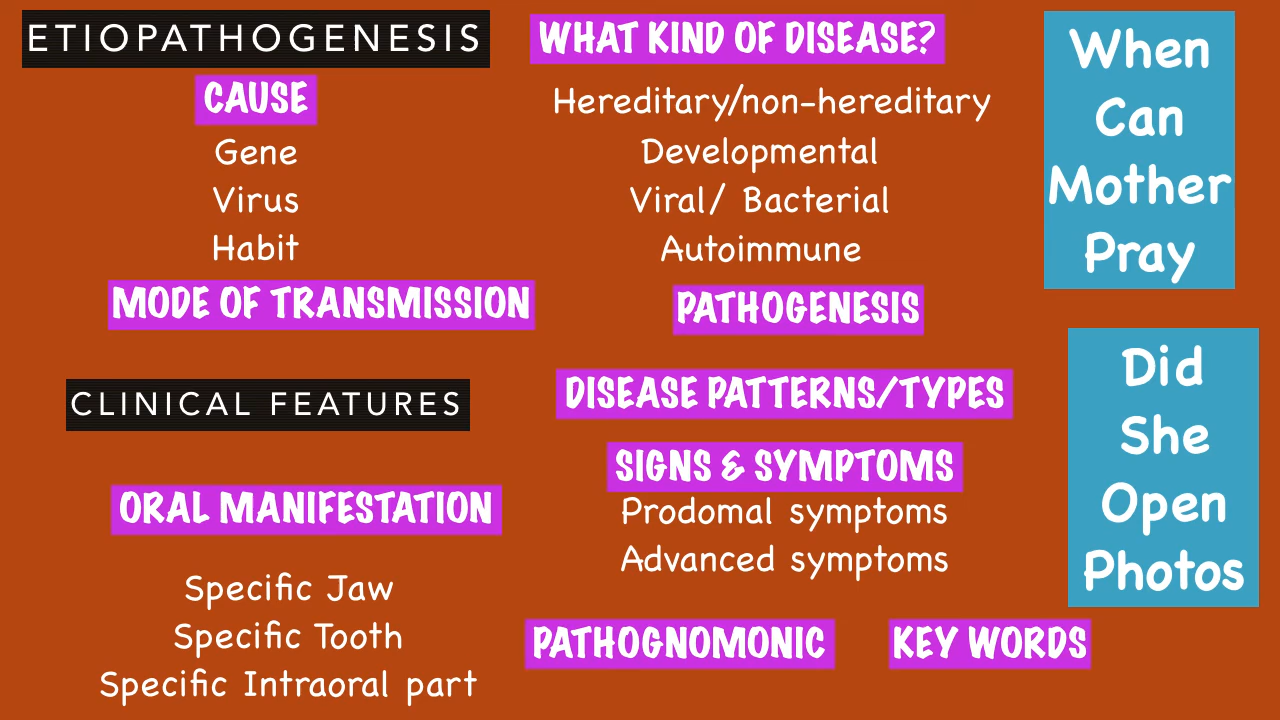 ETIOPATHOGENESIS
CAUSE
Gene
Virus
Habit
MODE OF TRANSMISSION
WHAT KIND OF DISEASE?
Hereditary/non-hereditary
Developmental
Viral/ Bacterial
Autoimmune
PATHOGENESIS
When
Can
Mother
Pray
CLINICAL FEATURES
ORAL MANIFESTATION
Specific Jaw
Specific Tooth
Specific Intraoral part
DISEASE PATTERNS/TYPES
SIGNS & SYMPTOMS
Prodomal symptoms
Advanced symptoms
PATHOGNOMONIC
KEY WORDS
Did
She
Open
Photos